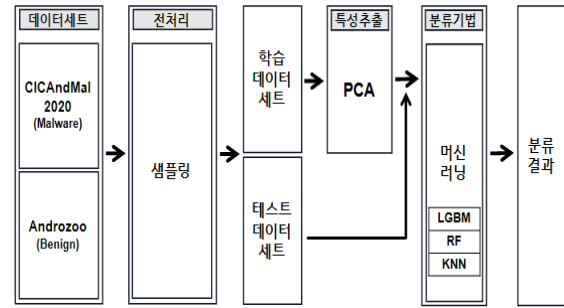 데이터세트
CICAndMal
2020
(Malware)
Androzoo
(Benign)
전처리
샘플링
학습
데이터
세트
테스트
데이터
세트
특성추출
PCA
분류기법
머신
러닝
LGBM
RF
KNN
분류
결과